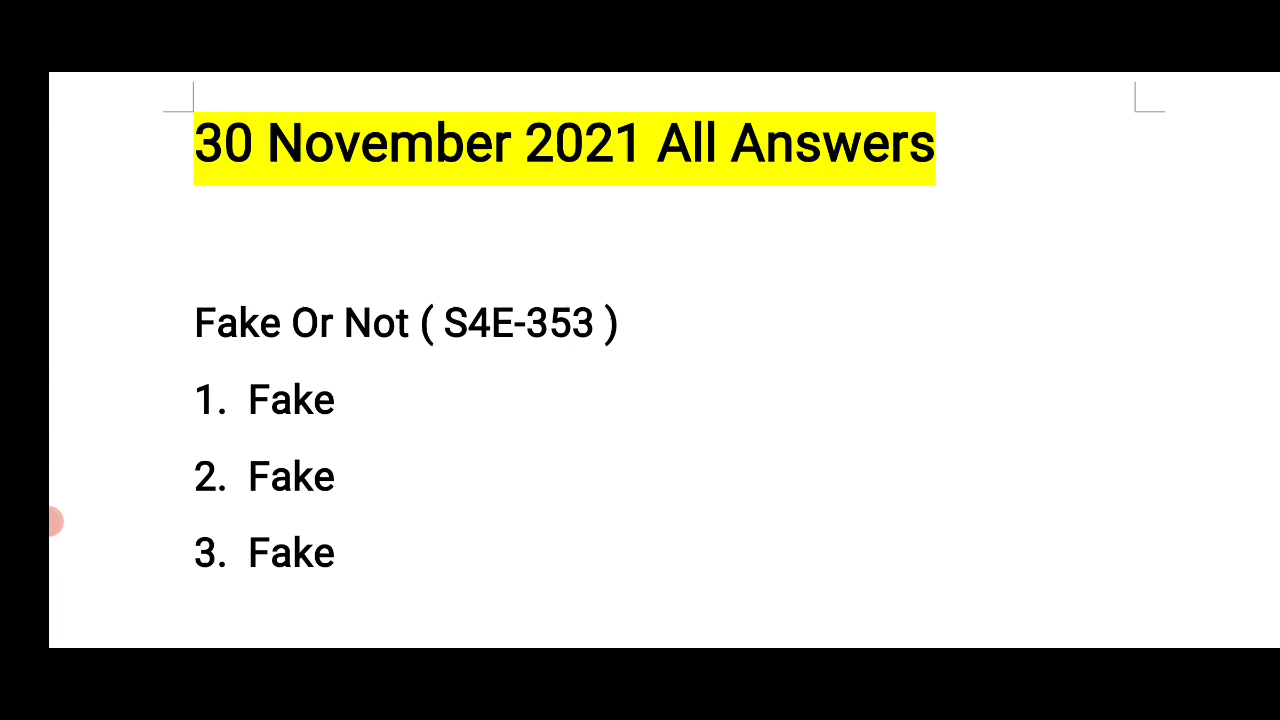 30 November 2021 All Answers
Fake Or Not ( S4E-353 )
1. Fake
2. Fake
3. Fake